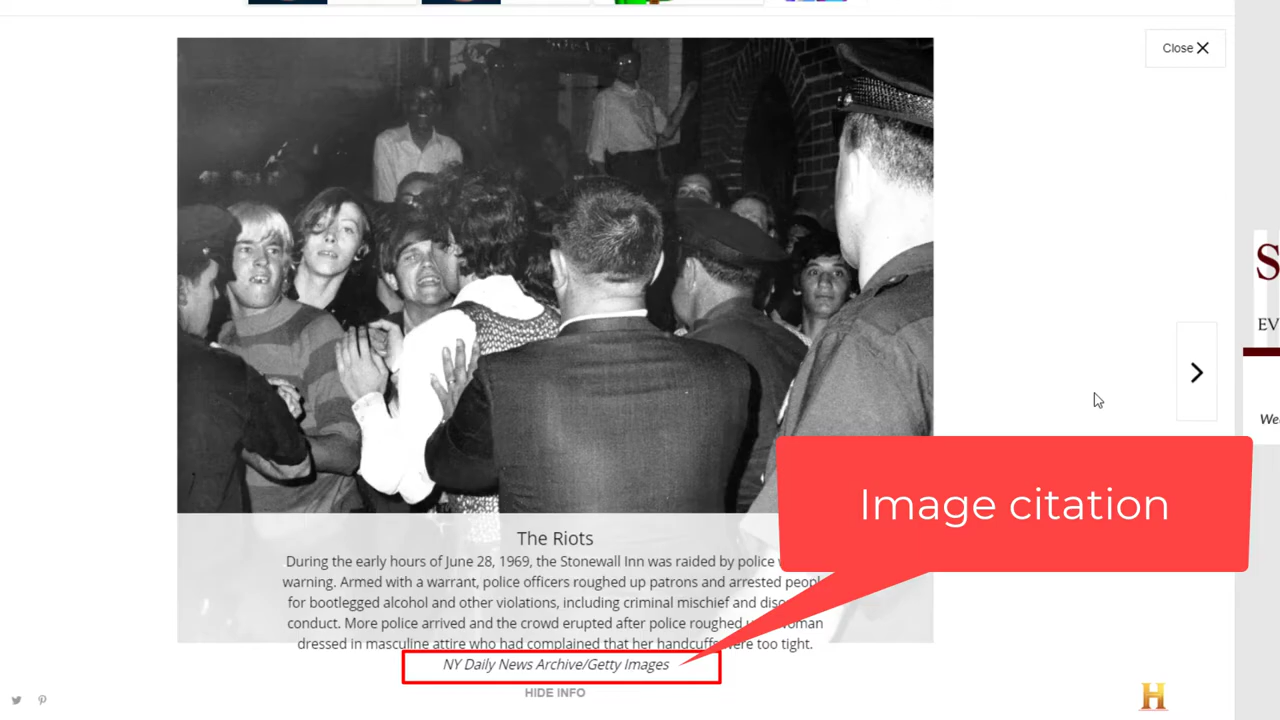 Close
S
EV
We
Image citation
The Riots
During the early hours of June 28, 1969, the Stonewall Inn was raided by police
warning. Armed with a warrant, police officers roughed up patrons and arrested
for bootlegged alcohol and other violations, including criminal mischief and
conduct. More police arrived and the crowd erupted after police roughed
dressed in masculine attire who had complained that her handcuffs were too tight.
NY Daily News Archive/Getty Images
HIDE INFO
H